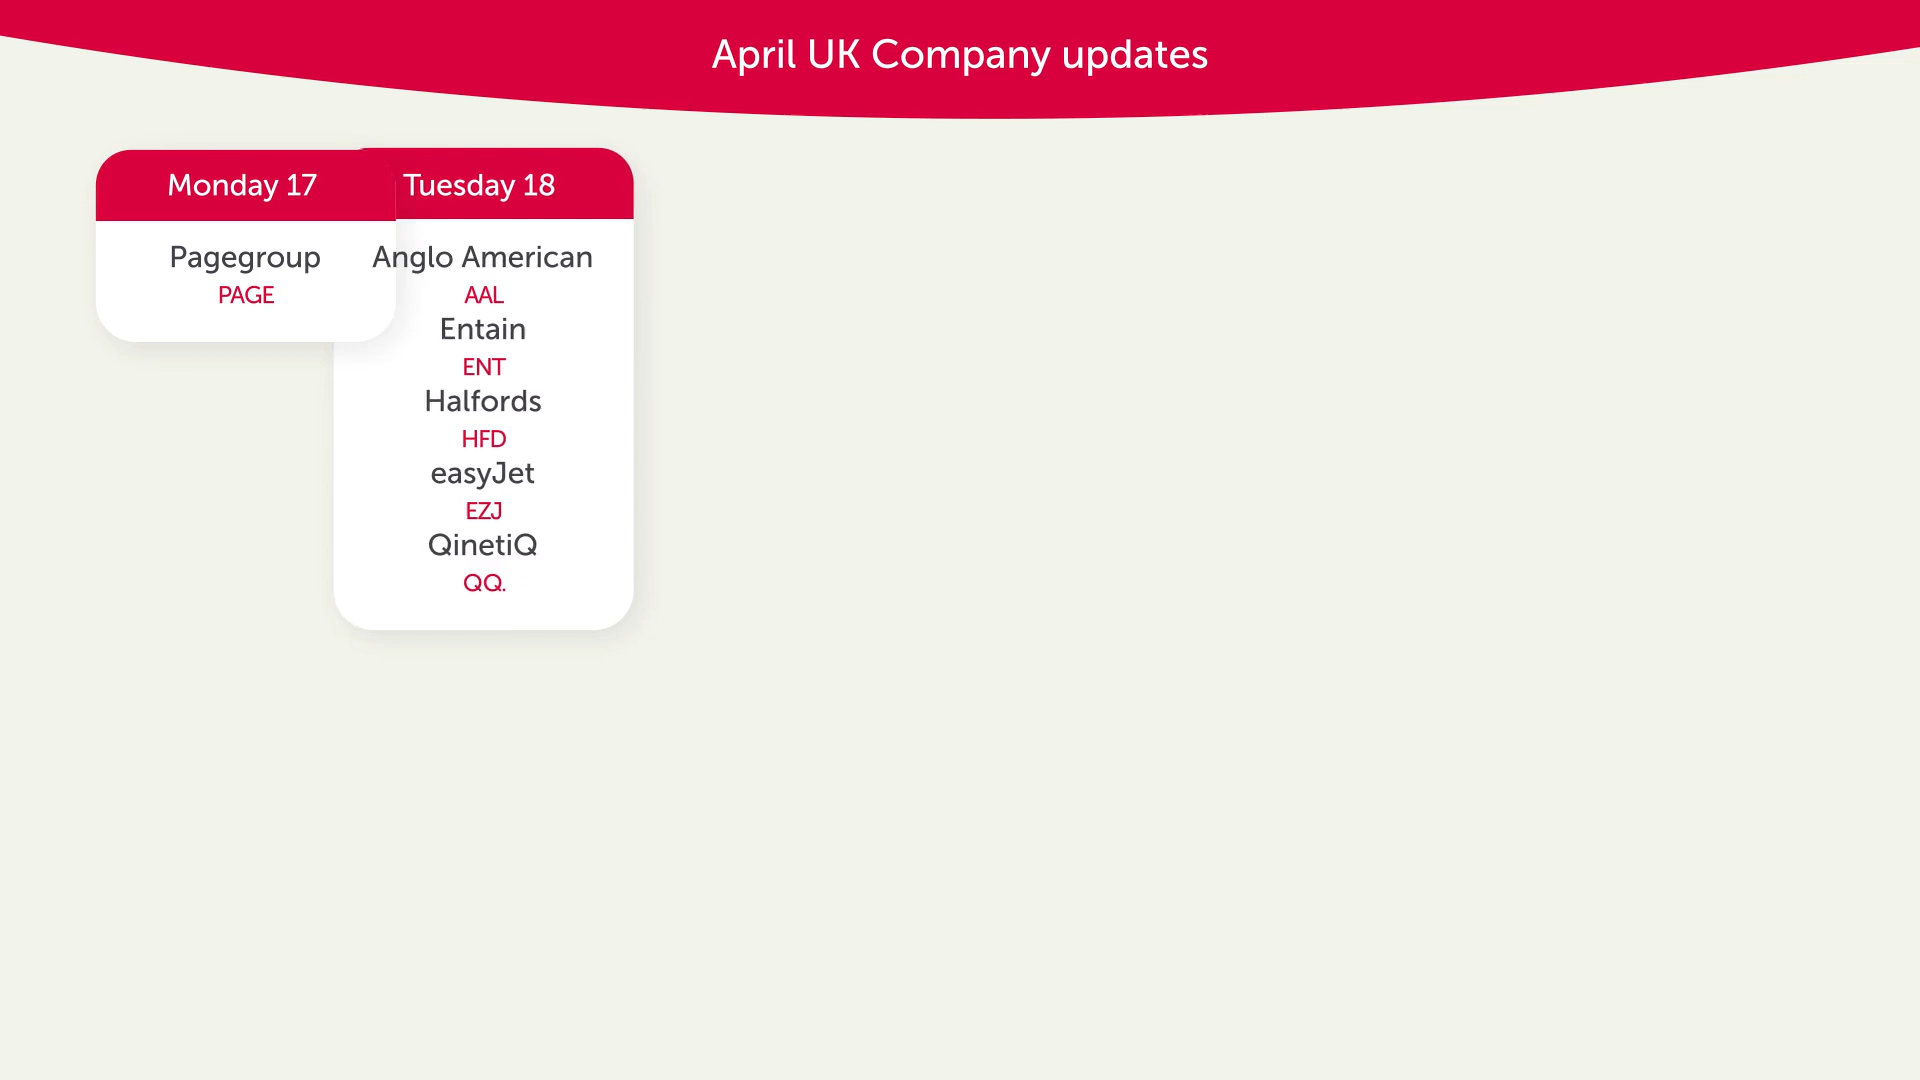 April UK Company updates
Monday 17
Pagegroup
PAGE
Tuesday 18
Anglo American
AAL
Entain
ENT
Halfords
HFD
easyJet
EZJ
QinetiQ
QQ.